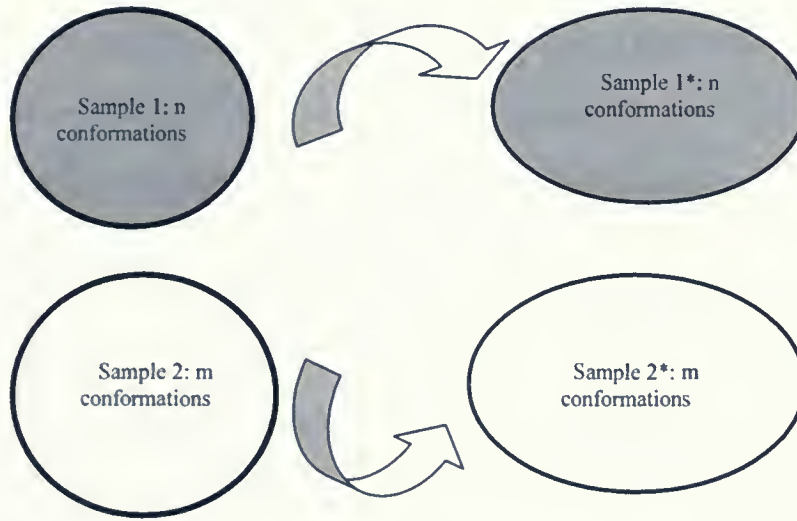 Sample 1: n
conformations
Sample 1*: n
conformations
Sample 2: m
conformations
Sample 2*: m
conformations